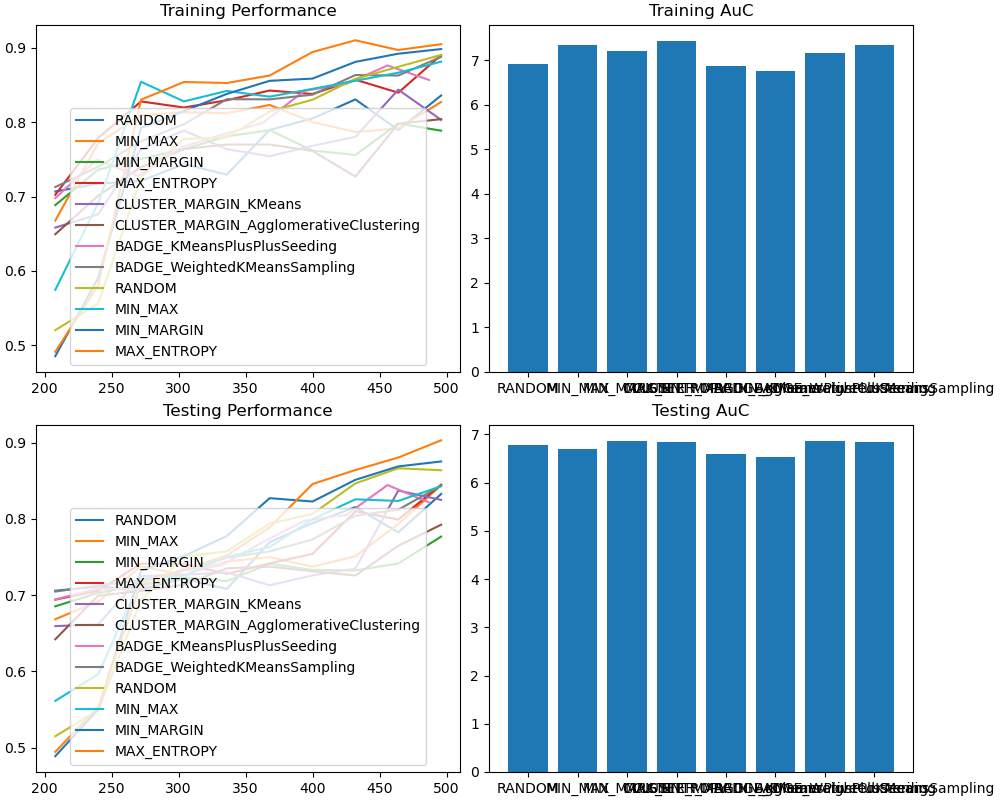 Training Performance
0.9
0.8
0.7
0.6
0.5
RANDOM
MIN_MAX
MIN_MARGIN
MAX_ENTROPY
CLUSTER_MARGIN_KMeans
CLUSTER_MARGIN_AgglomerativeClustering
BADGE_KMeansPlusPlusSeeding
BADGE_WeightedKMeansSampling
RANDOM
MIN_MAX
MIN_MARGIN
MAX_ENTROPY
200 250 300 350 400 450 500
Training AuC
7
6
5
4
3
2
1
0
RANDOM
Testing Performance
0.9
0.8
0.7
0.6
0.5
RANDOM
MIN_MAX
MIN_MARGIN
MAX_ENTROPY
CLUSTER_MARGIN_KMeans
CLUSTER_MARGIN_AgglomerativeClustering
BADGE_KMeansPlusPlusSeeding
BADGE_WeightedKMeansSampling
RANDOM
MIN_MAX
MIN_MARGIN
MAX_ENTROPY
200 250 300 350 400 450 500
Testing AuC
7
6
5
4
3
2
1
0
RANDOM